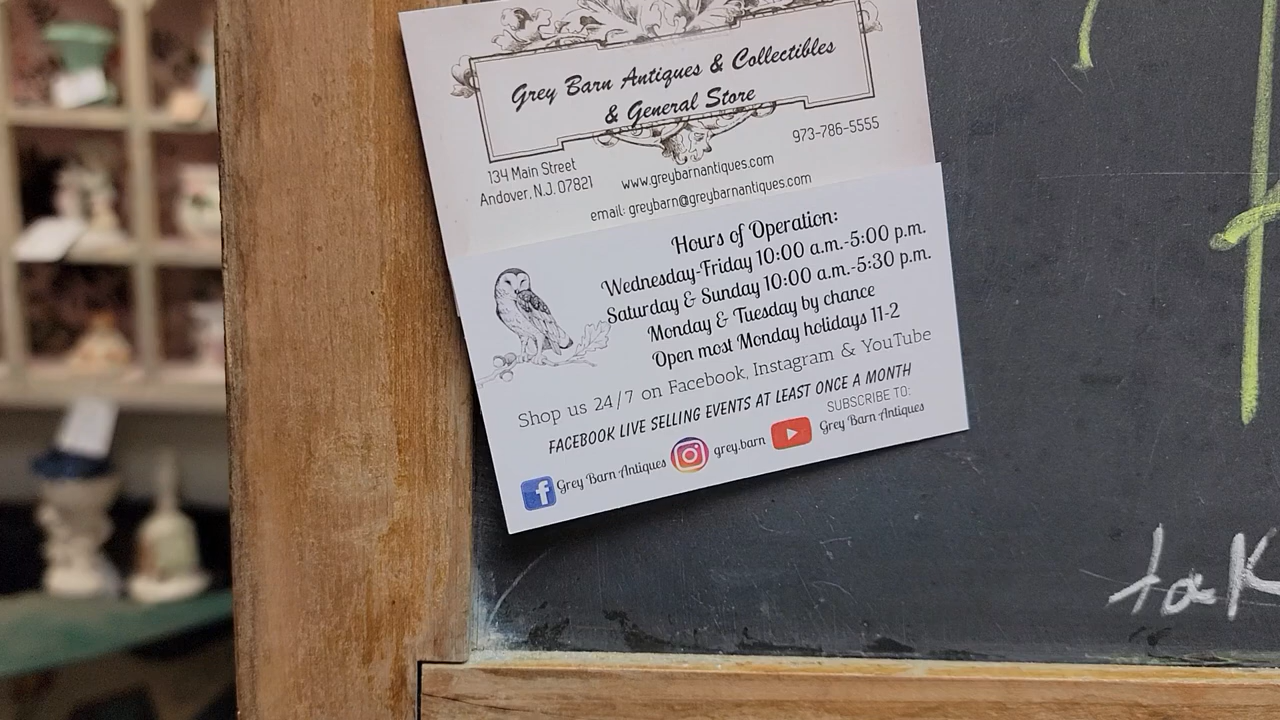 Grey Barn Antiques & Collectibles
& General Store
973-786-5555
134 Main Street
Andover, N.J. 07821
www.greybarnantiques.com
email: greybarn@greybarnantiques.com
Hours of Operation:
Wednesday-Friday 10:00 a.m.-5:00 p.m.
Saturday & Sunday 10:00 a.m.-5:30 p.m.
Monday & Tuesday by chance
Open most Monday holidays 11-2
Shop us 24/7 on Facebook, Instagram & YouTube
FACEBOOK LIVE SELLING EVENTS AT LEAST ONCE A MONTH
SUBSCRIBE TO:
f Grey Barn Antiques grey.barn Grey Barn Antiques